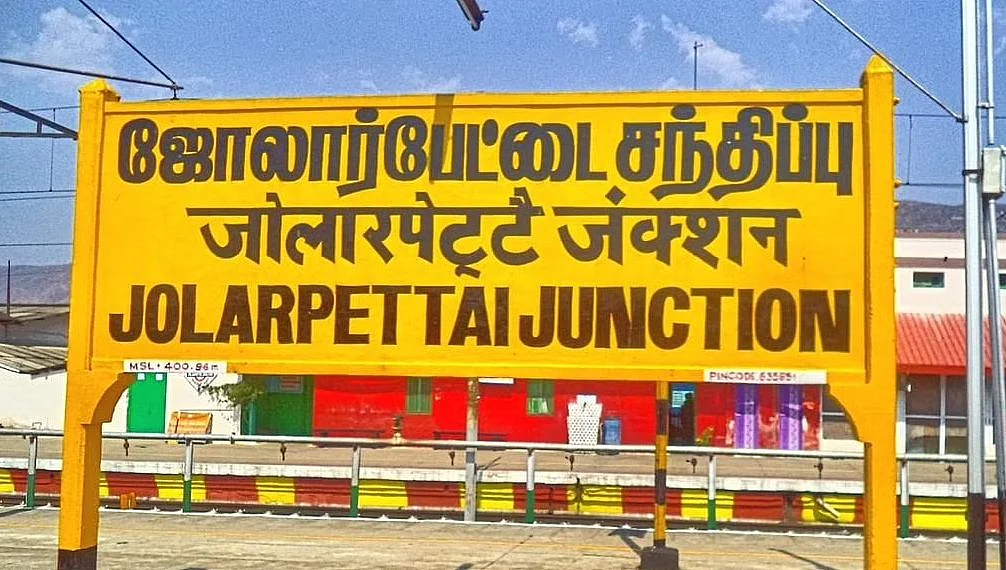 ஜோலார்பேட்டை சந்திப்பு
जोलारपेट्टै जंक्शन
JOLARPETTAI JUNCTION
MSL + 400.96 m
PINCODE 635851